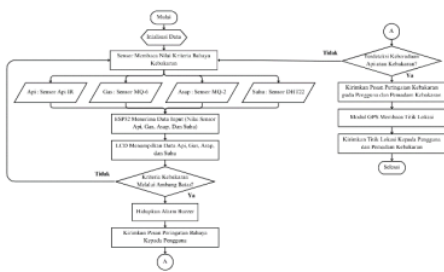 Mulai
Inisiasi Data
Sensor Membaca Nilai Kriteria Bahaya
Kebakaran
Api : Sensor Api IR
Gas : Sensor MQ-6
Asap : Sensor MQ-2
Suhu : Sensor DHT22
ESP32 Menerima Data Input (Nilai Sensor
Api, Gas, Asap, Dan Suhu)
LCD Menampilkan Data Api, Gas, Asap,
dan Suhu
Tidak
Kriteria Kebakaran
Melalui Ambang Batas?
Ya
Hidupkan Alarm Buzzer
Kirimkan Pesan Peringatan Bahaya
Kepada Pengguna
A
A
Tidak
Terdeteksi Keberadaan
Api atau Kebakaran?
Ya
Kirimkan Pesan Peringatan Kebakaran
pada Pengguna dan Pemadam Kebakaran
Modul GPS Membaca Titik Lokasi
Kirimkan Titik Lokasi Kepada Pengguna
dan Pemadam Kebakaran
Selesai